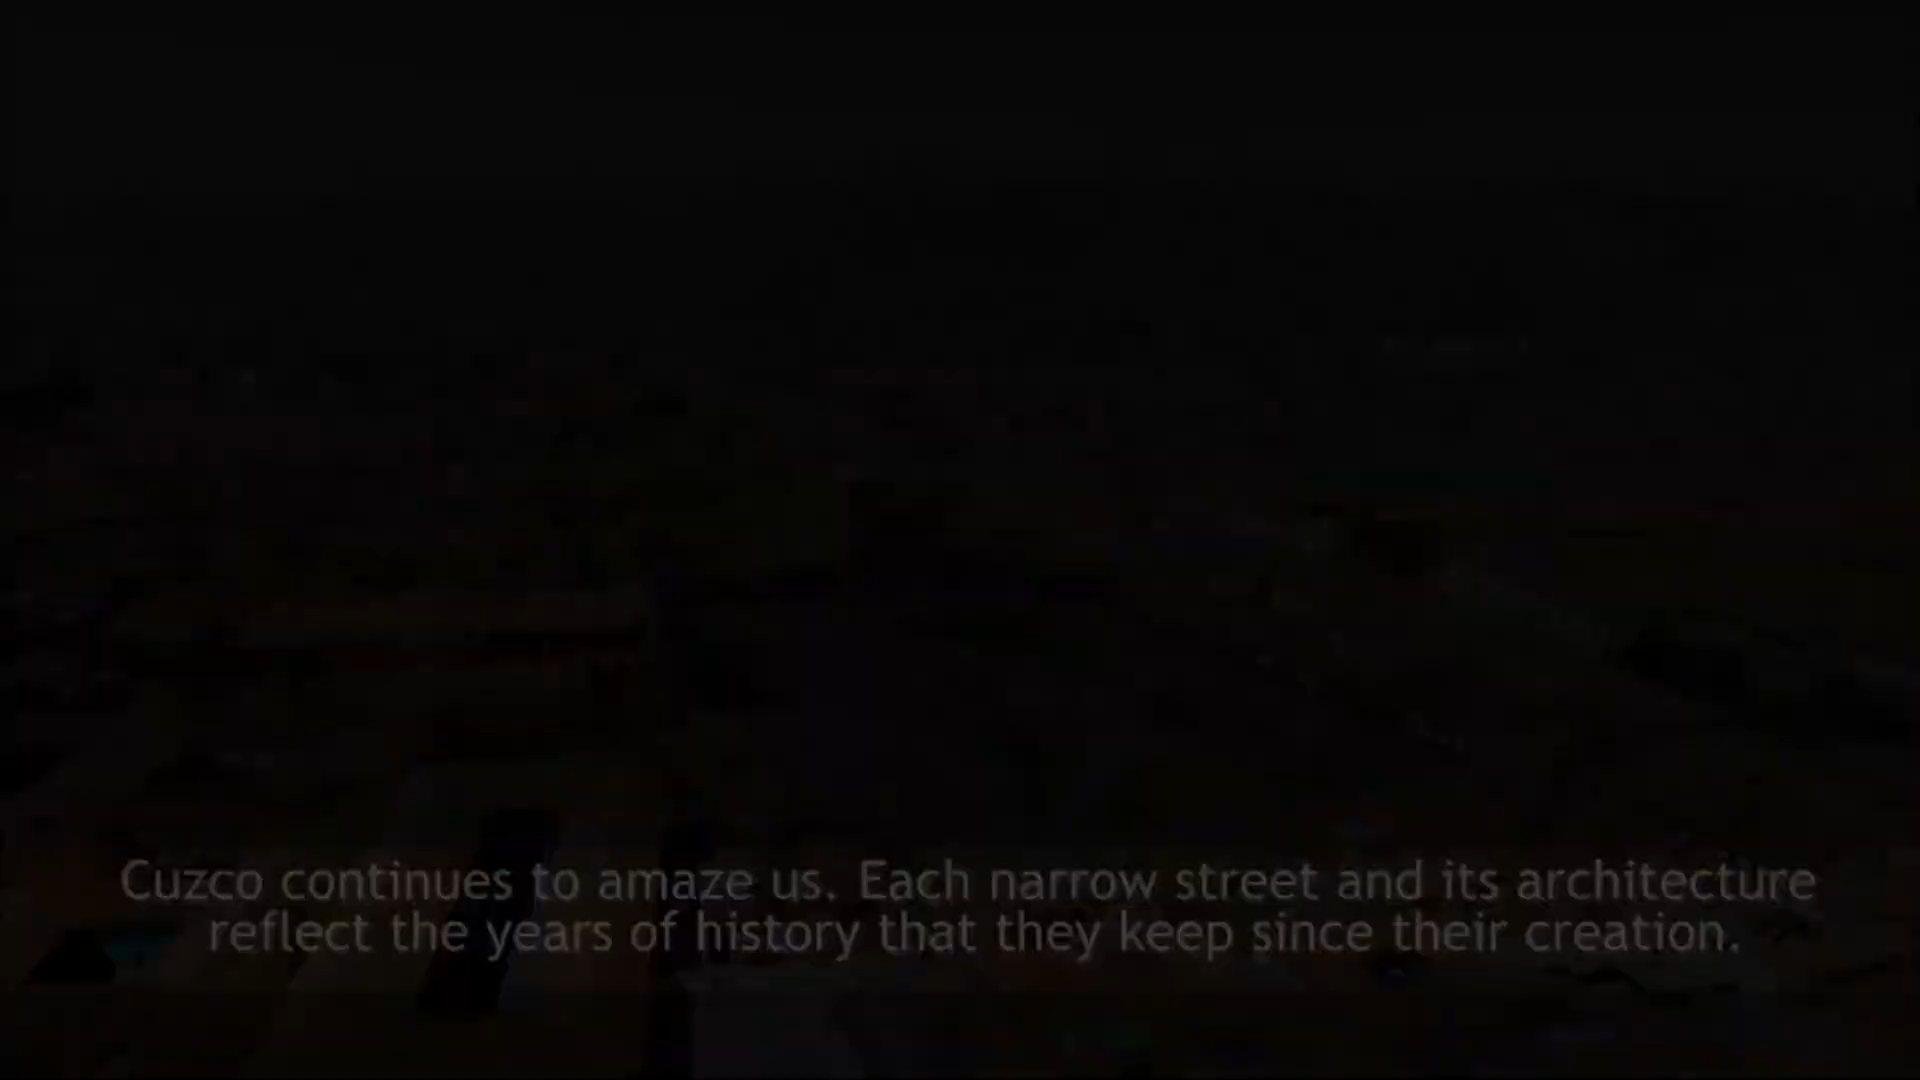 Cuzco continues to amaze us. Each narrow street and its architecture
reflect the years of history that they keep since their creation.